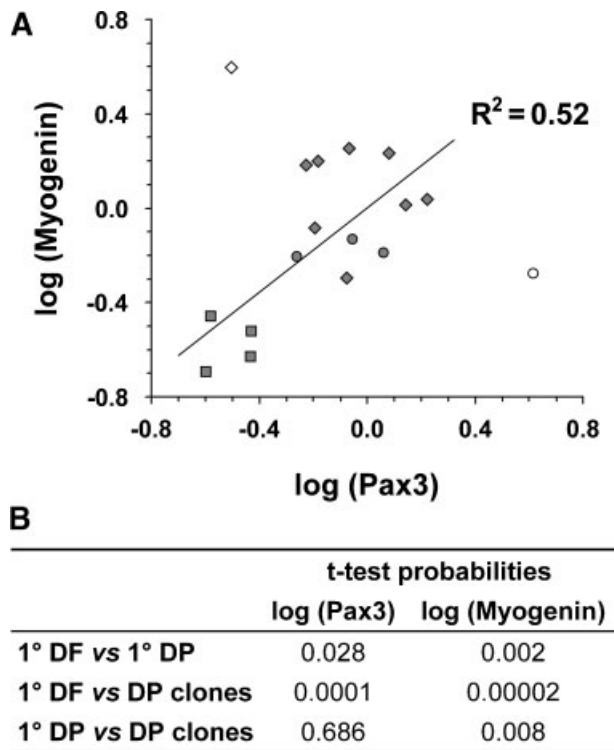 A
0.8
0.4
0.0
-0.4
-0.8
log (Myogenin)
R² = 0.52
-0.8 -0.4 0.0 0.4 0.8
log (Pax3)
B
t-test probabilities
log (Pax3) log (Myogenin)
1° DF vs 1° DP 0.028 0.002
1° DF vs DP clones 0.0001 0.00002
1° DP vs DP clones 0.686 0.008